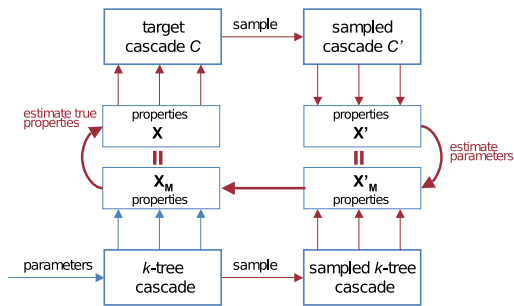 target
cascade C
sample
sampled
cascade C'
estimate true
properties
properties
X
properties
X'
estimate
parameters
X_M
properties
X'_M
properties
parameters
k-tree
cascade
sample
sampled k-tree
cascade